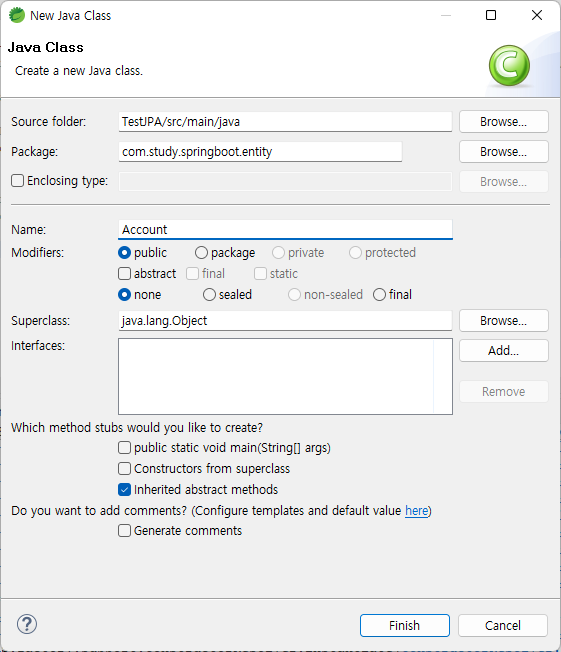 New Java Class
Java Class
Create a new Java class.
C
Source folder: TestJPA/src/main/java Browse...
Package: com.study.springboot.entity Browse...
Enclosing type: Browse...
Name: Account
Modifiers: public package private protected
abstract final static
none sealed non-sealed final
Superclass: java.lang.Object Browse...
Interfaces: Add...
Remove
Which method stubs would you like to create?
public static void main(String[] args)
Constructors from superclass
Inherited abstract methods
Do you want to add comments? (Configure templates and default value here)
Generate comments
? Finish Cancel